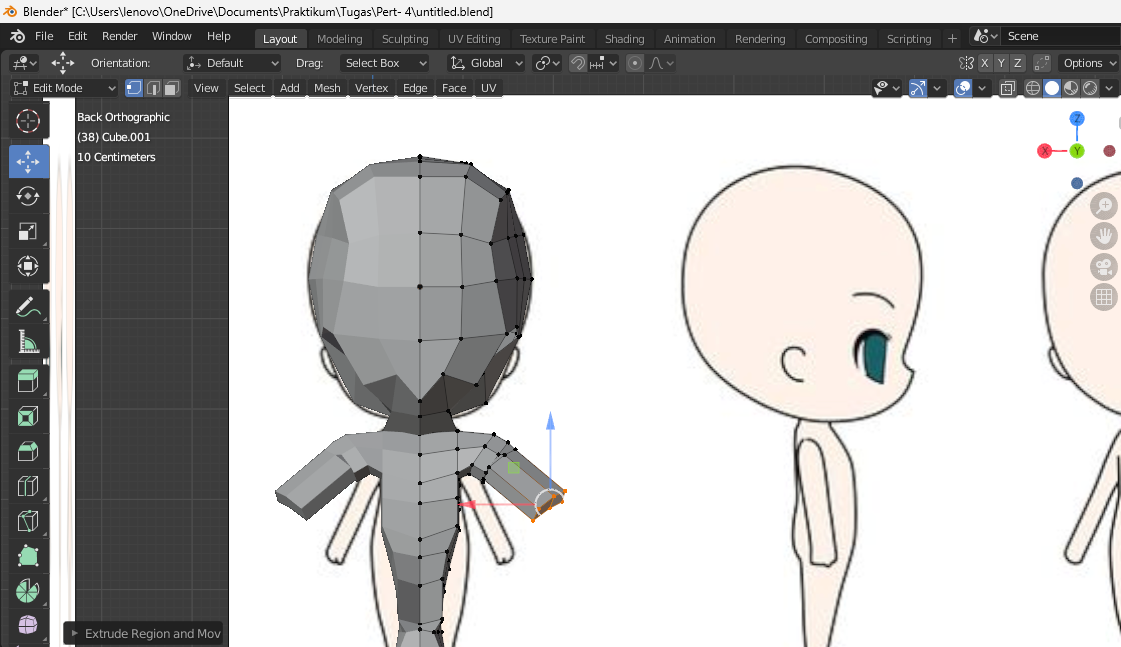 Blender* [C:\Users\lenovo\OneDrive\Documents\Praktikum\Tugas\Pert- 4\untitled.blend]
File Edit Render Window Help Layout Modeling Sculpting UV Editing Texture Paint Shading Animation Rendering Compositing Scripting + Scene
Orientation: Default Drag: Select Box Global X Y Z Options
Edit Mode View Select Add Mesh Vertex Edge Face UV
Back Orthographic
(38) Cube.001
10 Centimeters
Z
X Y
Extrude Region and Mov